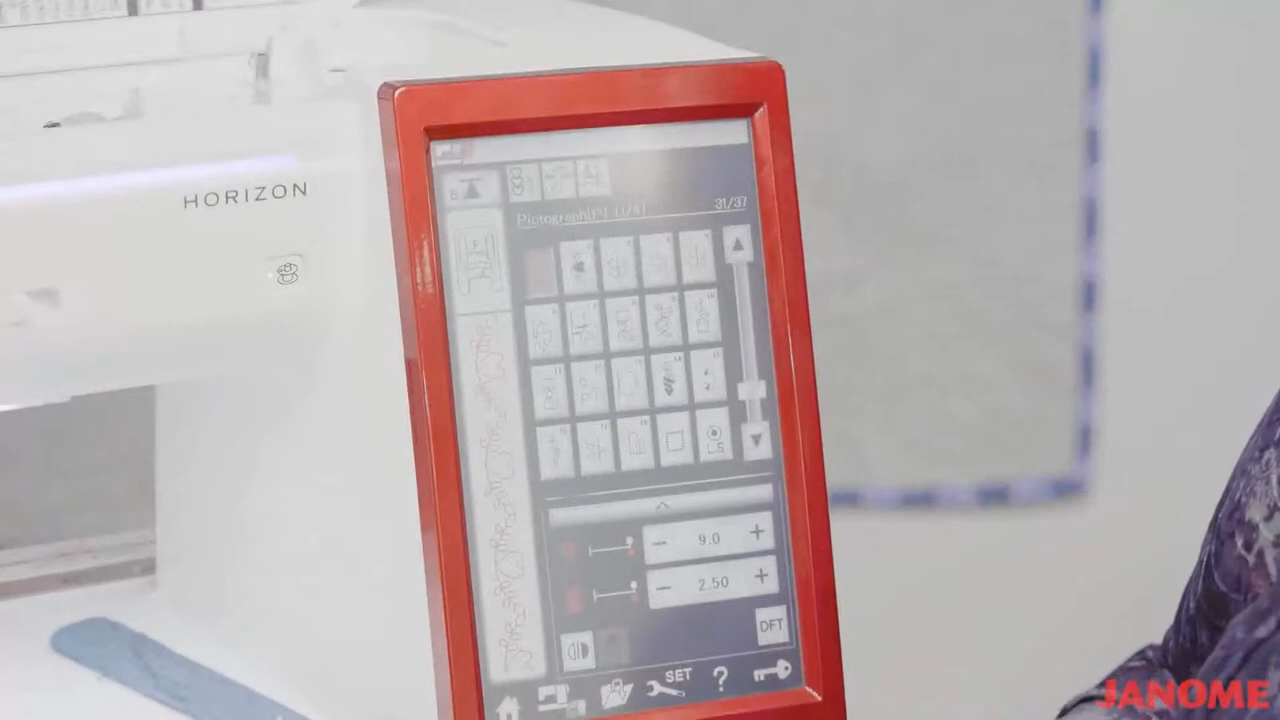 HORIZON
Pictograph(P) (1/4) 31/37
9.0
2.50
DFT
SET
?
JANOME